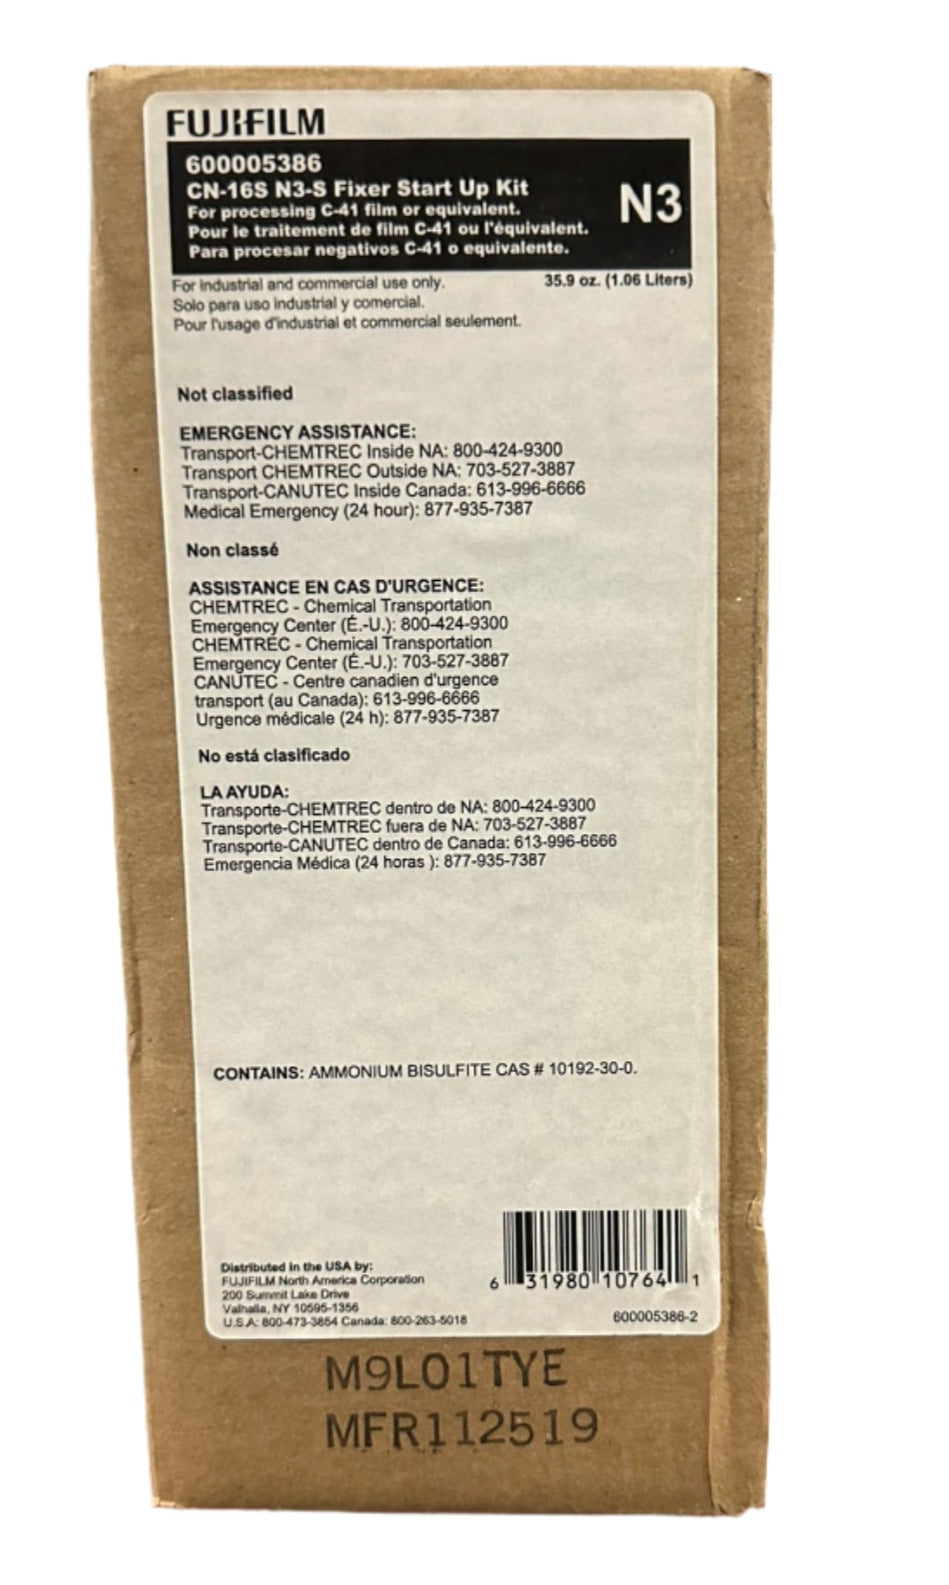 FUJIFILM
600005386
CN-16S N3-S Fixer Start Up Kit
N3
For processing C-41 film or equivalent.
Pour le traitement de film C-41 ou l'équivalent.
Para procesar negativos C-41 o equivalente.
For industrial and commercial use only.
35.9 oz. (1.06 Liters)
Solo para uso industrial y comercial.
Pour l'usage d'industrial et commercial seulement.
Not classified
EMERGENCY ASSISTANCE:
Transport-CHEMTREC Inside NA: 800-424-9300
Transport CHEMTREC Outside NA: 703-527-3887
Transport-CANUTEC Inside Canada: 613-996-6666
Medical Emergency (24 hour): 877-935-7387
Non classé
ASSISTANCE EN CAS D'URGENCE:
CHEMTREC - Chemical Transportation
Emergency Center (É.-U.): 800-424-9300
CHEMTREC - Chemical Transportation
Emergency Center (É.-U.): 703-527-3887
CANUTEC - Centre canadien d'urgence
transport (au Canada): 613-996-6666
Urgence médicale (24 h): 877-935-7387
No está clasificado
LA AYUDA:
Transporte-CHEMTREC dentro de NA: 800-424-9300
Transporte-CHEMTREC fuera de NA: 703-527-3887
Transporte-CANUTEC dentro de Canada: 613-996-6666
Emergencia Médica (24 horas ): 877-935-7387
CONTAINS: AMMONIUM BISULFITE CAS # 10192-30-0.
Distributed in the USA by:
FUJIFILM North America Corporation
200 Summit Lake Drive
Valhalla, NY 10595-1356
U.S.A: 800-473-3854 Canada: 800-263-5018
6 31980 10764 1
600005386-2
M9L01TYE
MFR112519